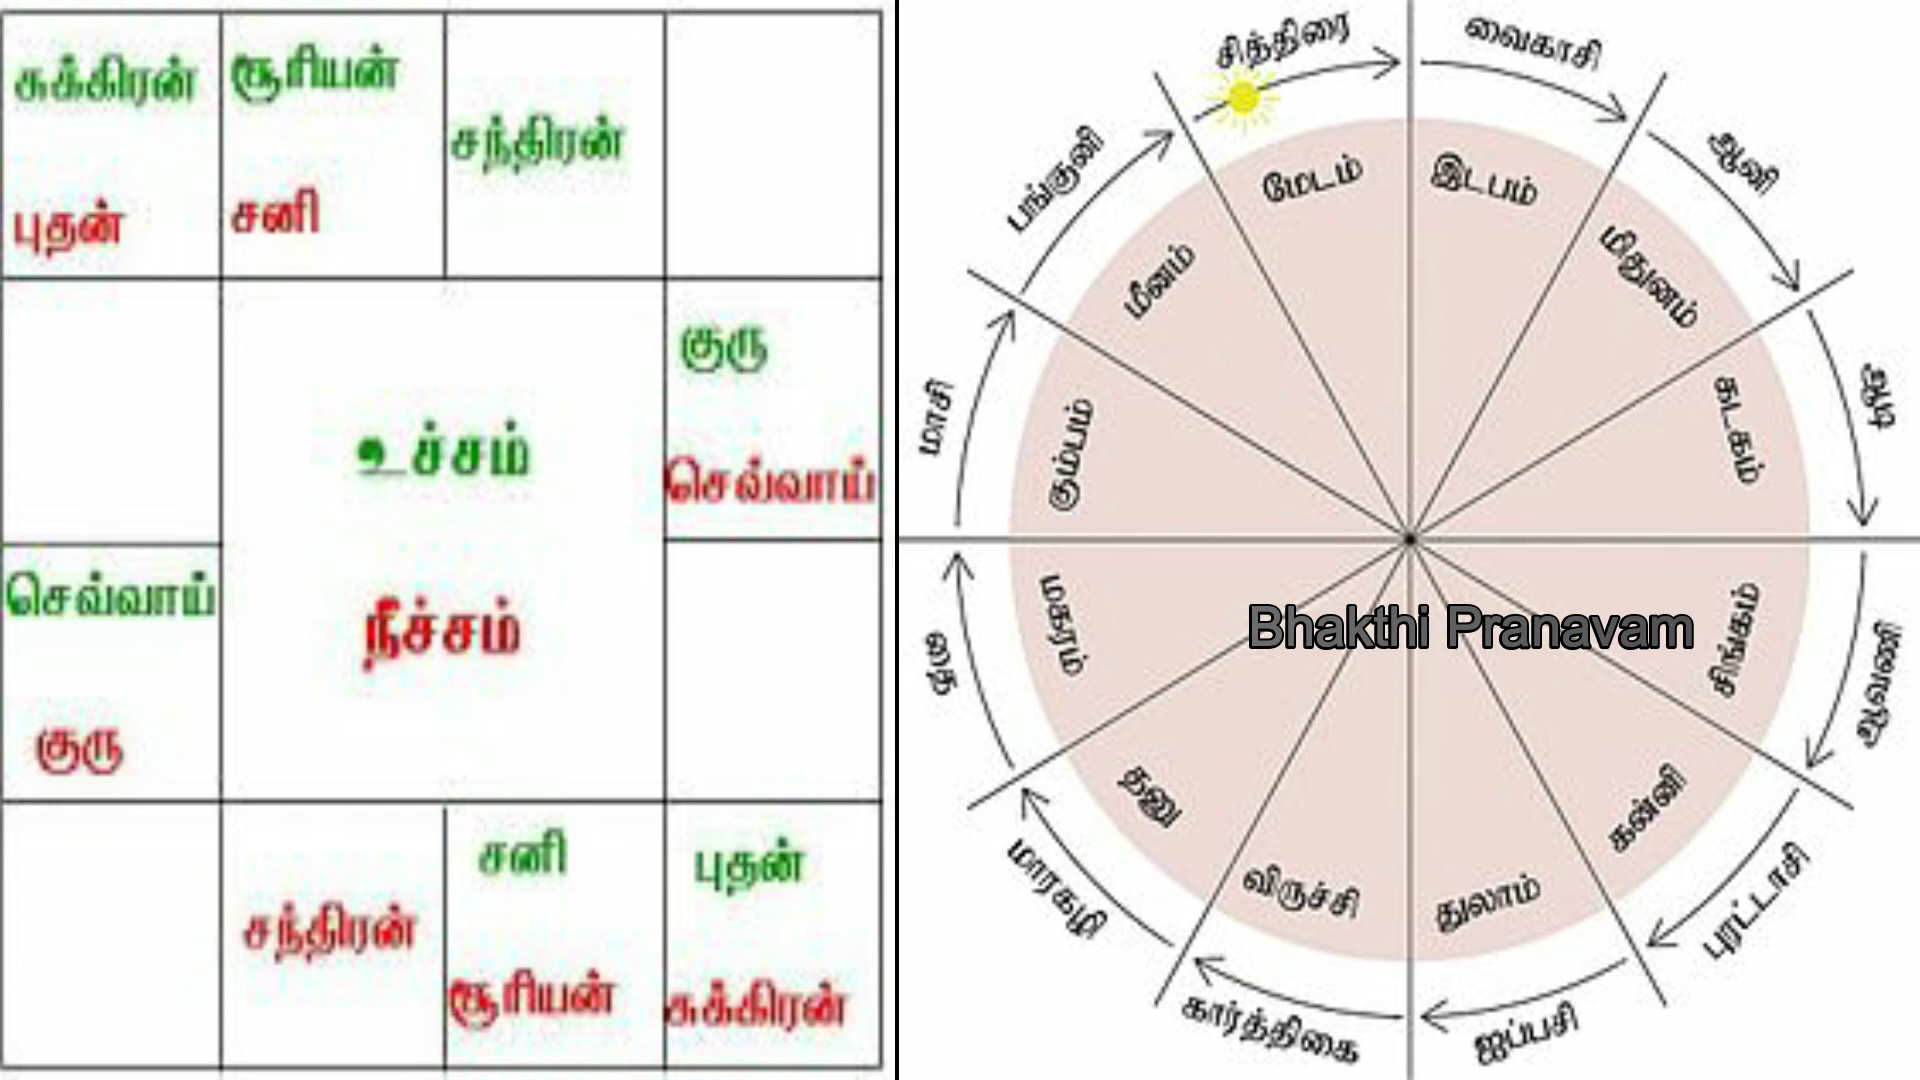 சுக்கிரன்
புதன்
சூரியன்
சனி
சந்திரன்
குரு
செவ்வாய்
உச்சம்
நீச்சம்
செவ்வாய்
குரு
சந்திரன்
சனி
சூரியன்
புதன்
சுக்கிரன்
சித்திரை
வைகாசி
ஆனி
ஆடி
ஆவணி
புரட்டாசி
ஐப்பசி
கார்த்திகை
மார்கழி
தை
மாசி
பங்குனி
மேடம்
இடபம்
மிதுனம்
கடகம்
சிங்கம்
கன்னி
துலாம்
விருச்சி
தனு
மகரம்
கும்பம்
மீனம்
Bhakthi Pranavam